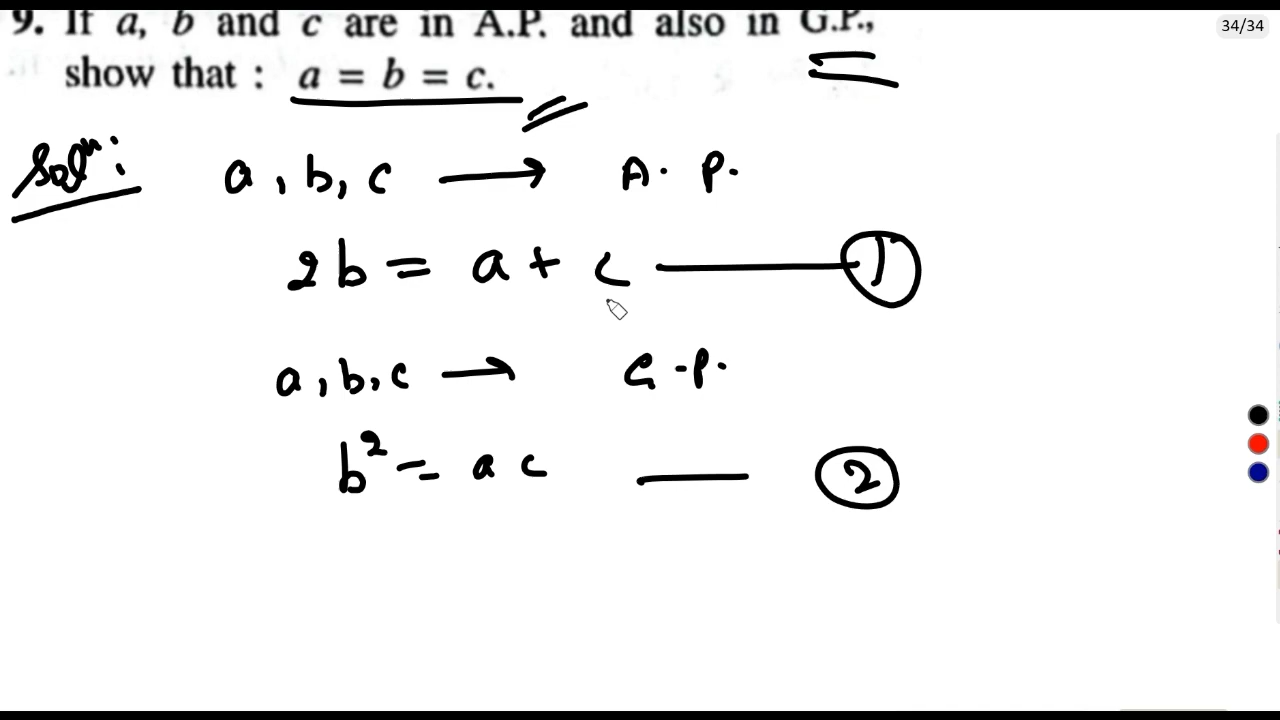 9. If a, b and c are in A.P. and also in G.P.,
34/34
show that : a = b = c.
Solⁿ:
a, b, c → A. P.
2b = a + c —— 1
a, b, c → G.P.
b² = ac —— 2